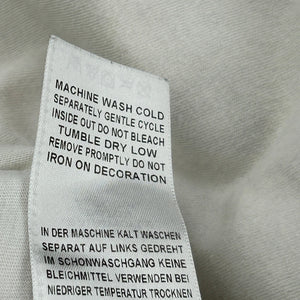 MACHINE WASH COLD
SEPARATELY GENTLE CYCLE
INSIDE OUT DO NOT BLEACH
TUMBLE DRY LOW
REMOVE PROMPTLY DO NOT
IRON ON DECORATION
IN DER MASCHINE KALT WASCHEN
SEPARAT AUF LINKS GEDREHT
IM SCHONWASCHGANG KEINE
BLEICHMITTEL VERWENDEN BEI
NIEDRIGER TEMPERATUR TROCKNEN